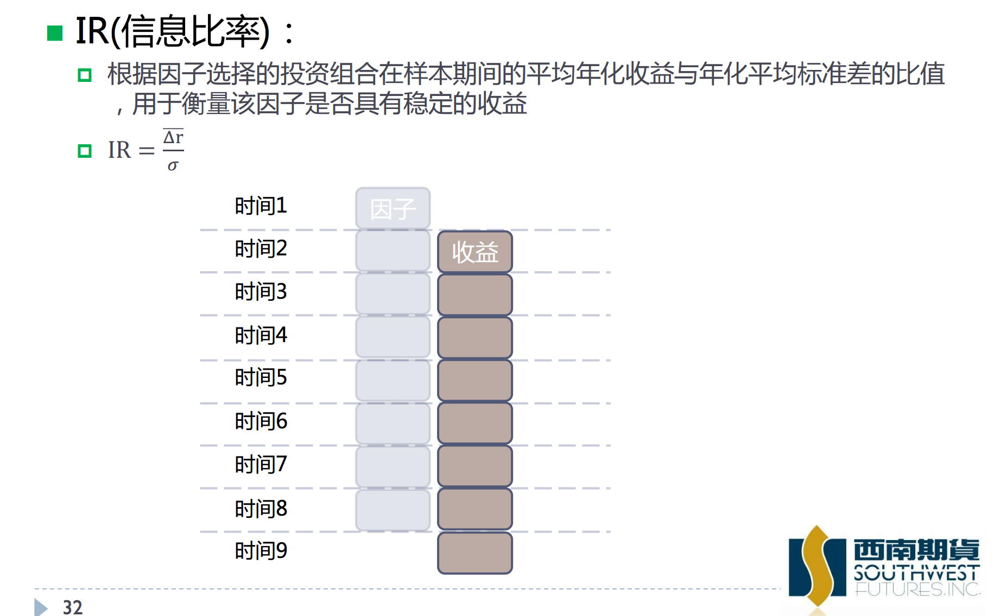 IR(信息比率)：
根据因子选择的投资组合在样本期间的平均年化收益与年化平均标准差的比值
，用于衡量该因子是否具有稳定的收益
IR = \frac{\overline{Δr}}{σ}
时间1
因子
时间2
收益
时间3
时间4
时间5
时间6
时间7
时间8
时间9
西南期貨
SOUTHWEST
FUTURES,INC.
32